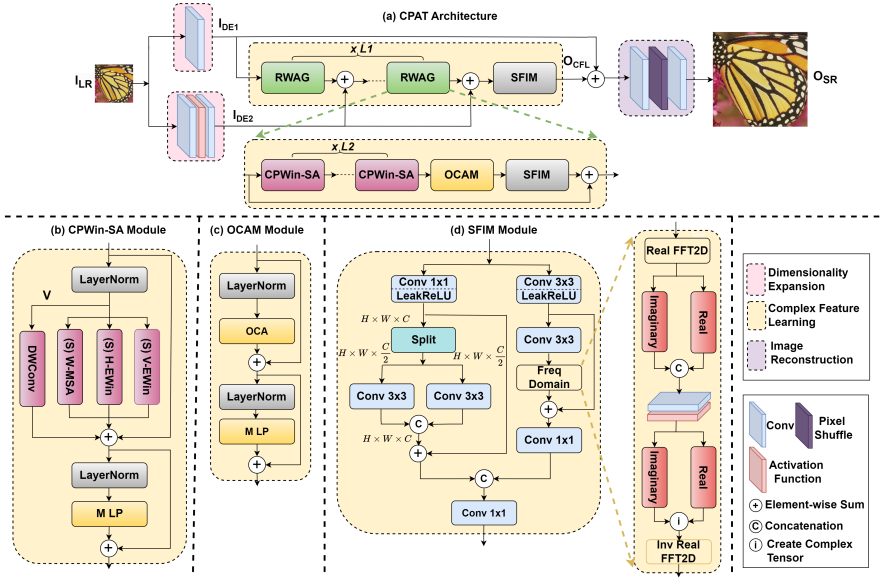 (a) CPAT Architecture
I_LR
I_DE1
I_DE2
x L1
RWAG
RWAG
SFIM
O_CFL
O_SR
x L2
CPWin-SA
CPWin-SA
OCAM
SFIM
(b) CPWin-SA Module
LayerNorm
V
DWConv
(S) W-MSA
(S) H-EWin
(S) V-EWin
LayerNorm
M LP
(c) OCAM Module
LayerNorm
OCA
LayerNorm
M LP
(d) SFIM Module
Conv 1x1
LeakReLU
H × W × C
Split
H × W × C/2
H × W × C/2
Conv 3x3
Conv 3x3
C
H × W × C
Conv 3x3
LeakReLU
Conv 3x3
Freq
Domain
Conv 1x1
C
Conv 1x1
Real FFT2D
Imaginary
Real
C
Imaginary
Real
i
Inv Real
FFT2D
Dimensionality
Expansion
Complex Feature
Learning
Image
Reconstruction
Conv
Pixel
Shuffle
Activation
Function
+ Element-wise Sum
C Concatenation
i Create Complex
Tensor